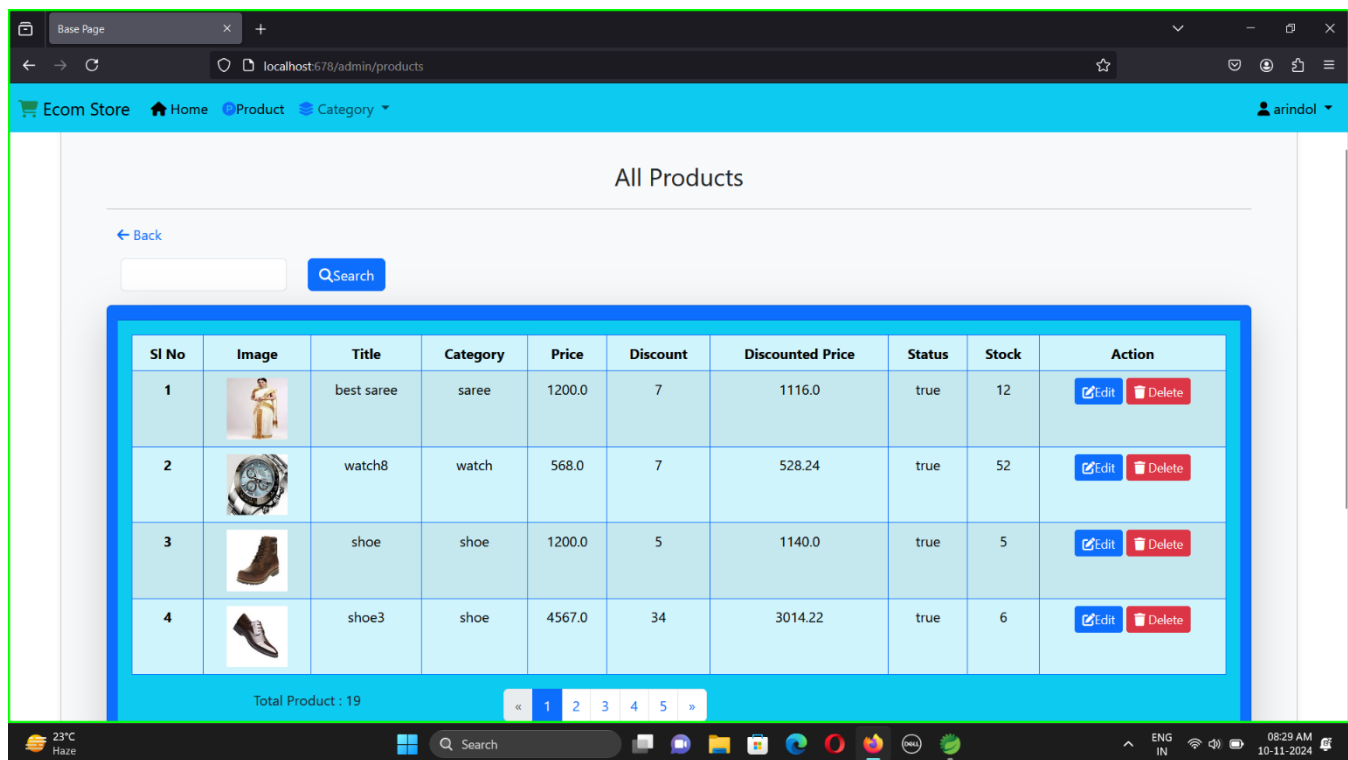 Base Page
localhost:678/admin/products
Ecom Store Home Product Category arindol
All Products
Back
Search
Sl No Image Title Category Price Discount Discounted Price Status Stock Action
1 best saree saree 1200.0 7 1116.0 true 12 Edit Delete
2 watch8 watch 568.0 7 528.24 true 52 Edit Delete
3 shoe shoe 1200.0 5 1140.0 true 5 Edit Delete
4 shoe3 shoe 4567.0 34 3014.22 true 6 Edit Delete
Total Product : 19 « 1 2 3 4 5 »
23°C
Haze
Search
DELL
ENG
IN
08:29 AM
10-11-2024